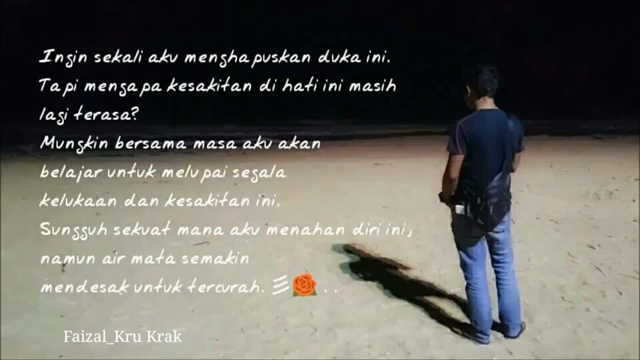 Ingin sekali aku menghapuskan duka ini.
Tapi mengapa kesakitan di hati ini masih
lagi terasa?
Mungkin bersama masa aku akan
belajar untuk melupai segala
kelukaan dan kesakitan ini.
Sungguh sekuat mana aku menahan diri ini,
namun air mata semakin
mendesak untuk tercurah. 彡🌹 . .
Faizal_Kru Krak